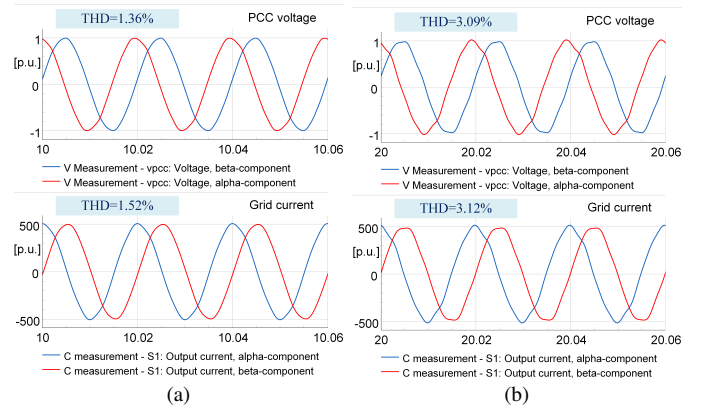 THD=1.36%
PCC voltage
1
[p.u.]
0
-1
10
10.02
10.04
10.06
V Measurement - vpcc: Voltage, beta-component
V Measurement - vpcc: Voltage, alpha-component
THD=1.52%
Grid current
500
[p.u.]
0
-500
10
10.02
10.04
10.06
C measurement - S1: Output current, alpha-component
C measurement - S1: Output current, beta-component
(a)
THD=3.09%
PCC voltage
1
[p.u.]
0
-1
20
20.02
20.04
20.06
V Measurement - vpcc: Voltage, beta-component
V Measurement - vpcc: Voltage, alpha-component
THD=3.12%
Grid current
500
[p.u.]
0
-500
20
20.02
20.04
20.06
C measurement - S1: Output current, alpha-component
C measurement - S1: Output current, beta-component
(b)